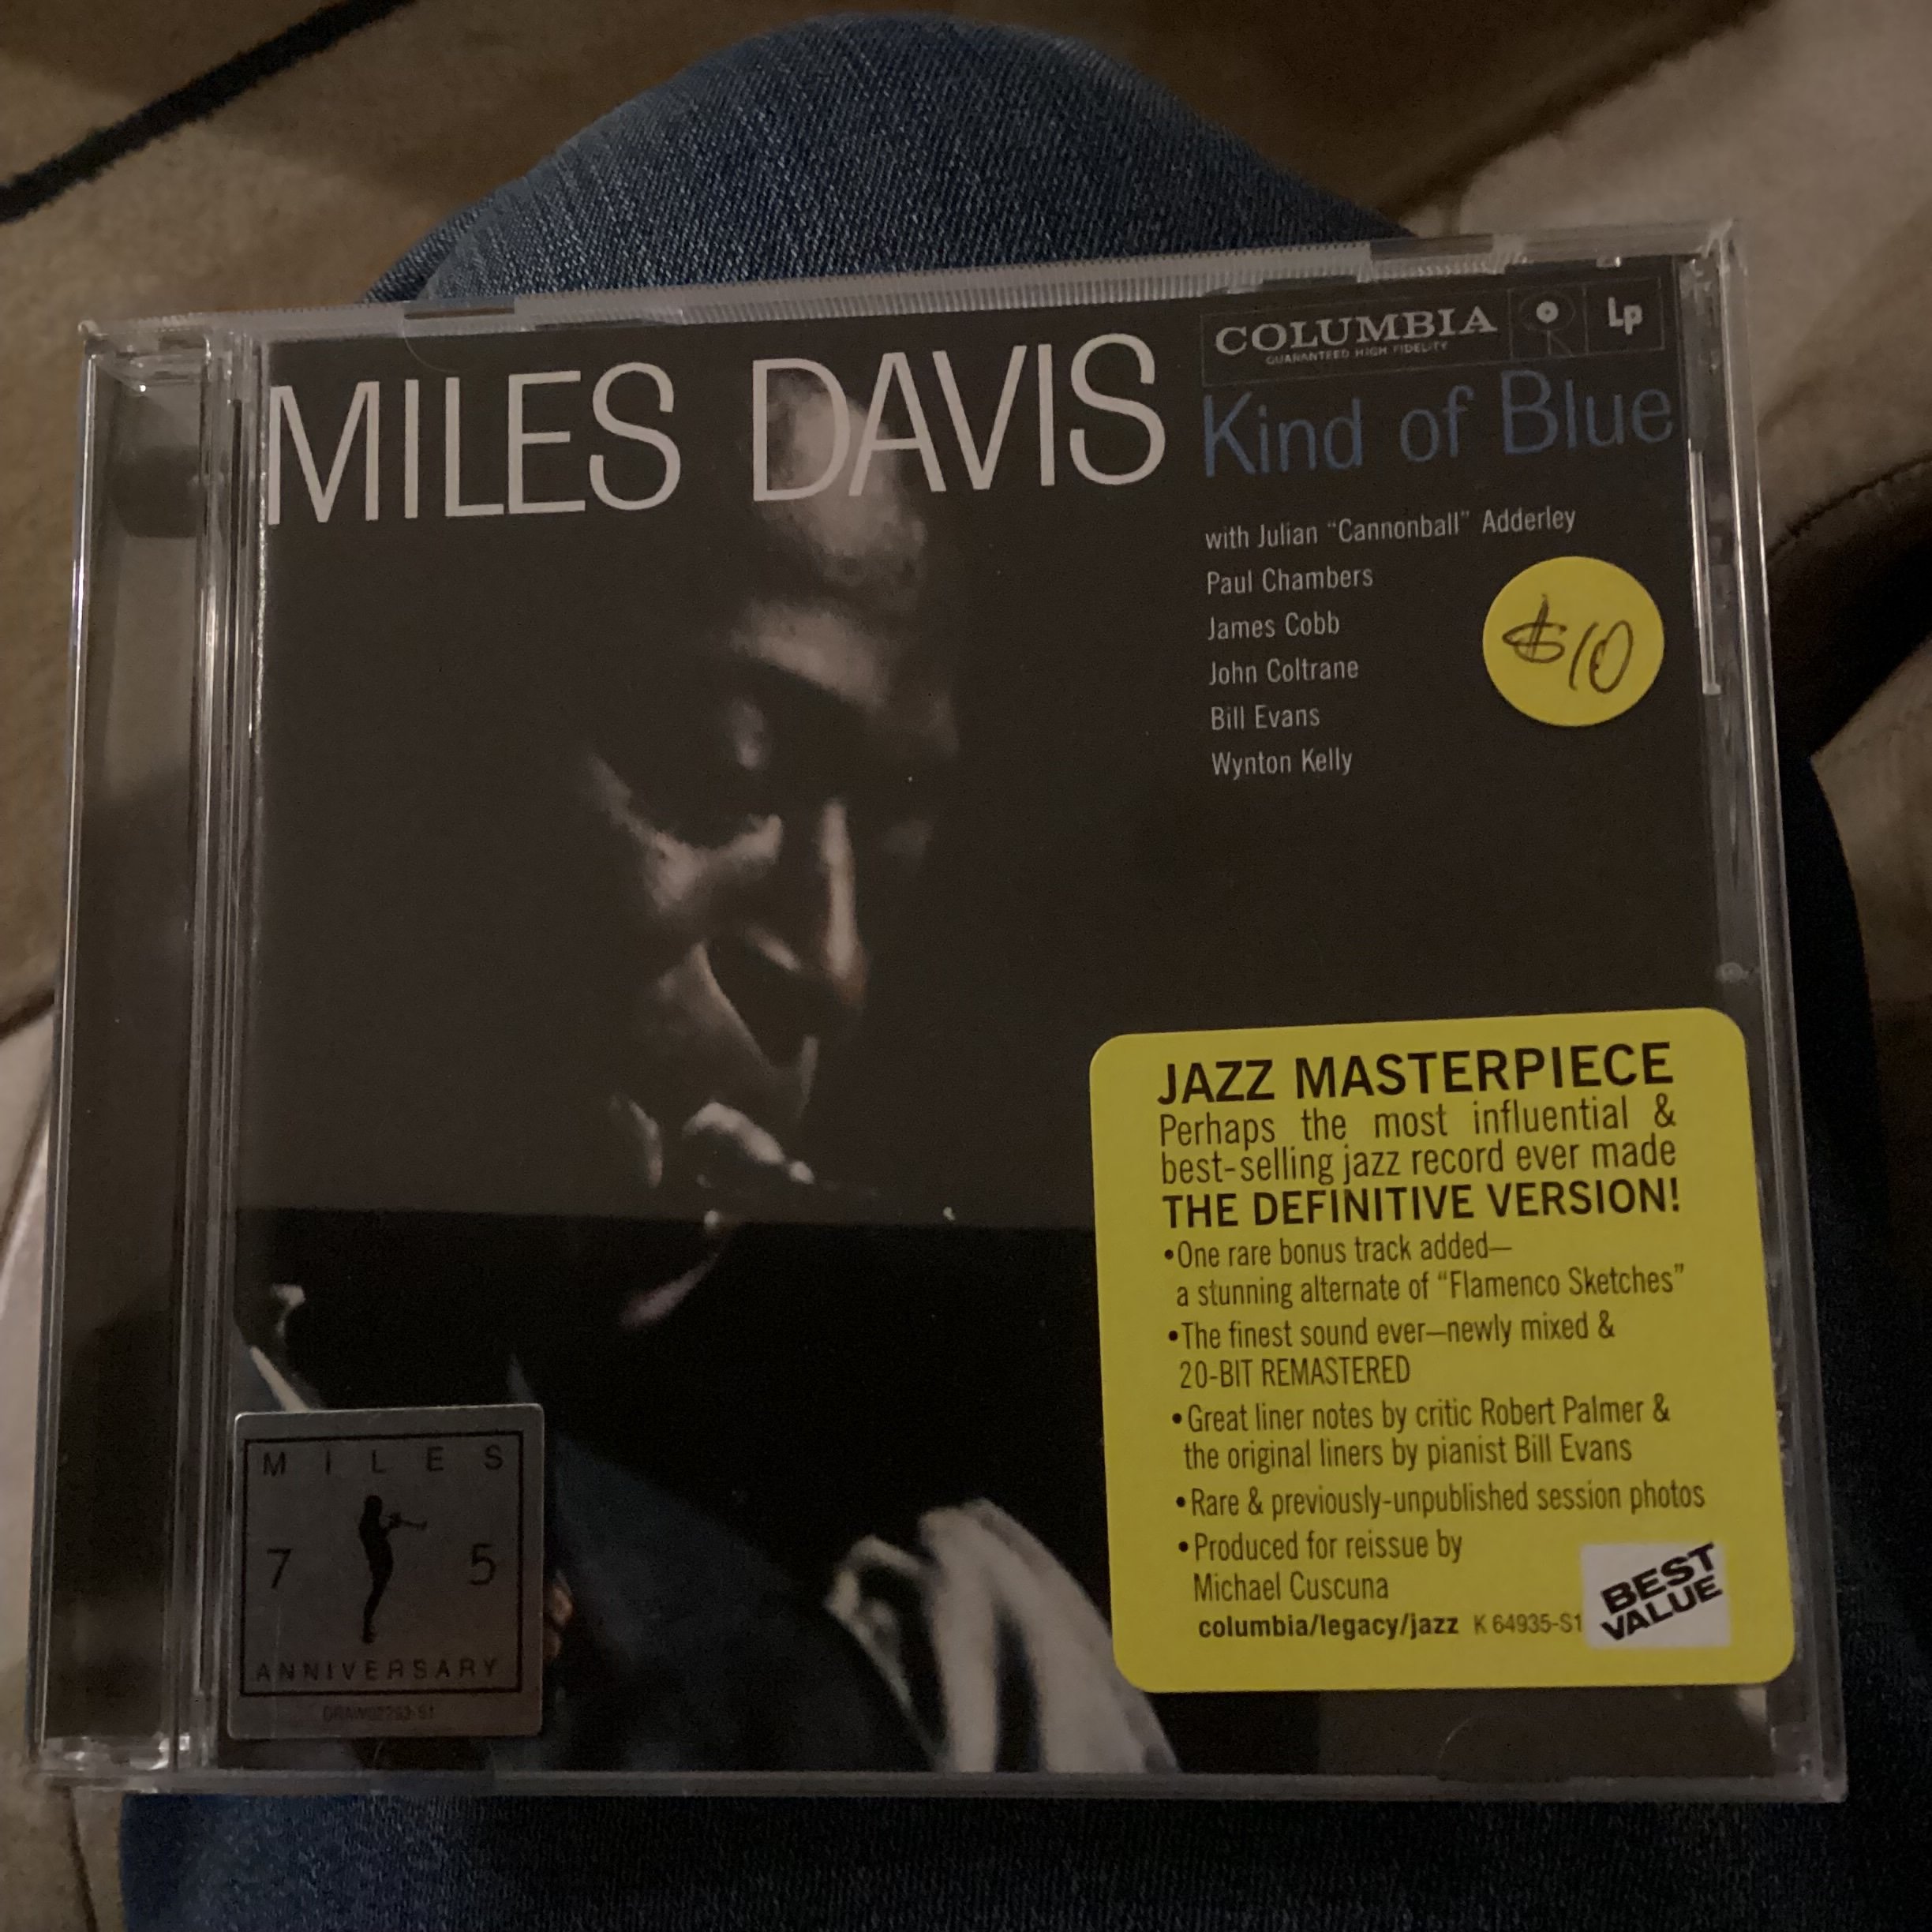 MILES DAVIS
COLUMBIA
GUARANTEED HIGH FIDELITY
Lp
Kind of Blue
with Julian “Cannonball” Adderley
Paul Chambers
James Cobb
John Coltrane
Bill Evans
Wynton Kelly
$10
JAZZ MASTERPIECE
Perhaps the most influential &
best-selling jazz record ever made
THE DEFINITIVE VERSION!
•One rare bonus track added—
a stunning alternate of “Flamenco Sketches”
•The finest sound ever—newly mixed &
20-BIT REMASTERED
•Great liner notes by critic Robert Palmer &
the original liners by pianist Bill Evans
•Rare & previously-unpublished session photos
•Produced for reissue by
Michael Cuscuna
columbia/legacy/jazz K 64935-S1
BEST
VALUE
MILES
7 5
ANNIVERSARY